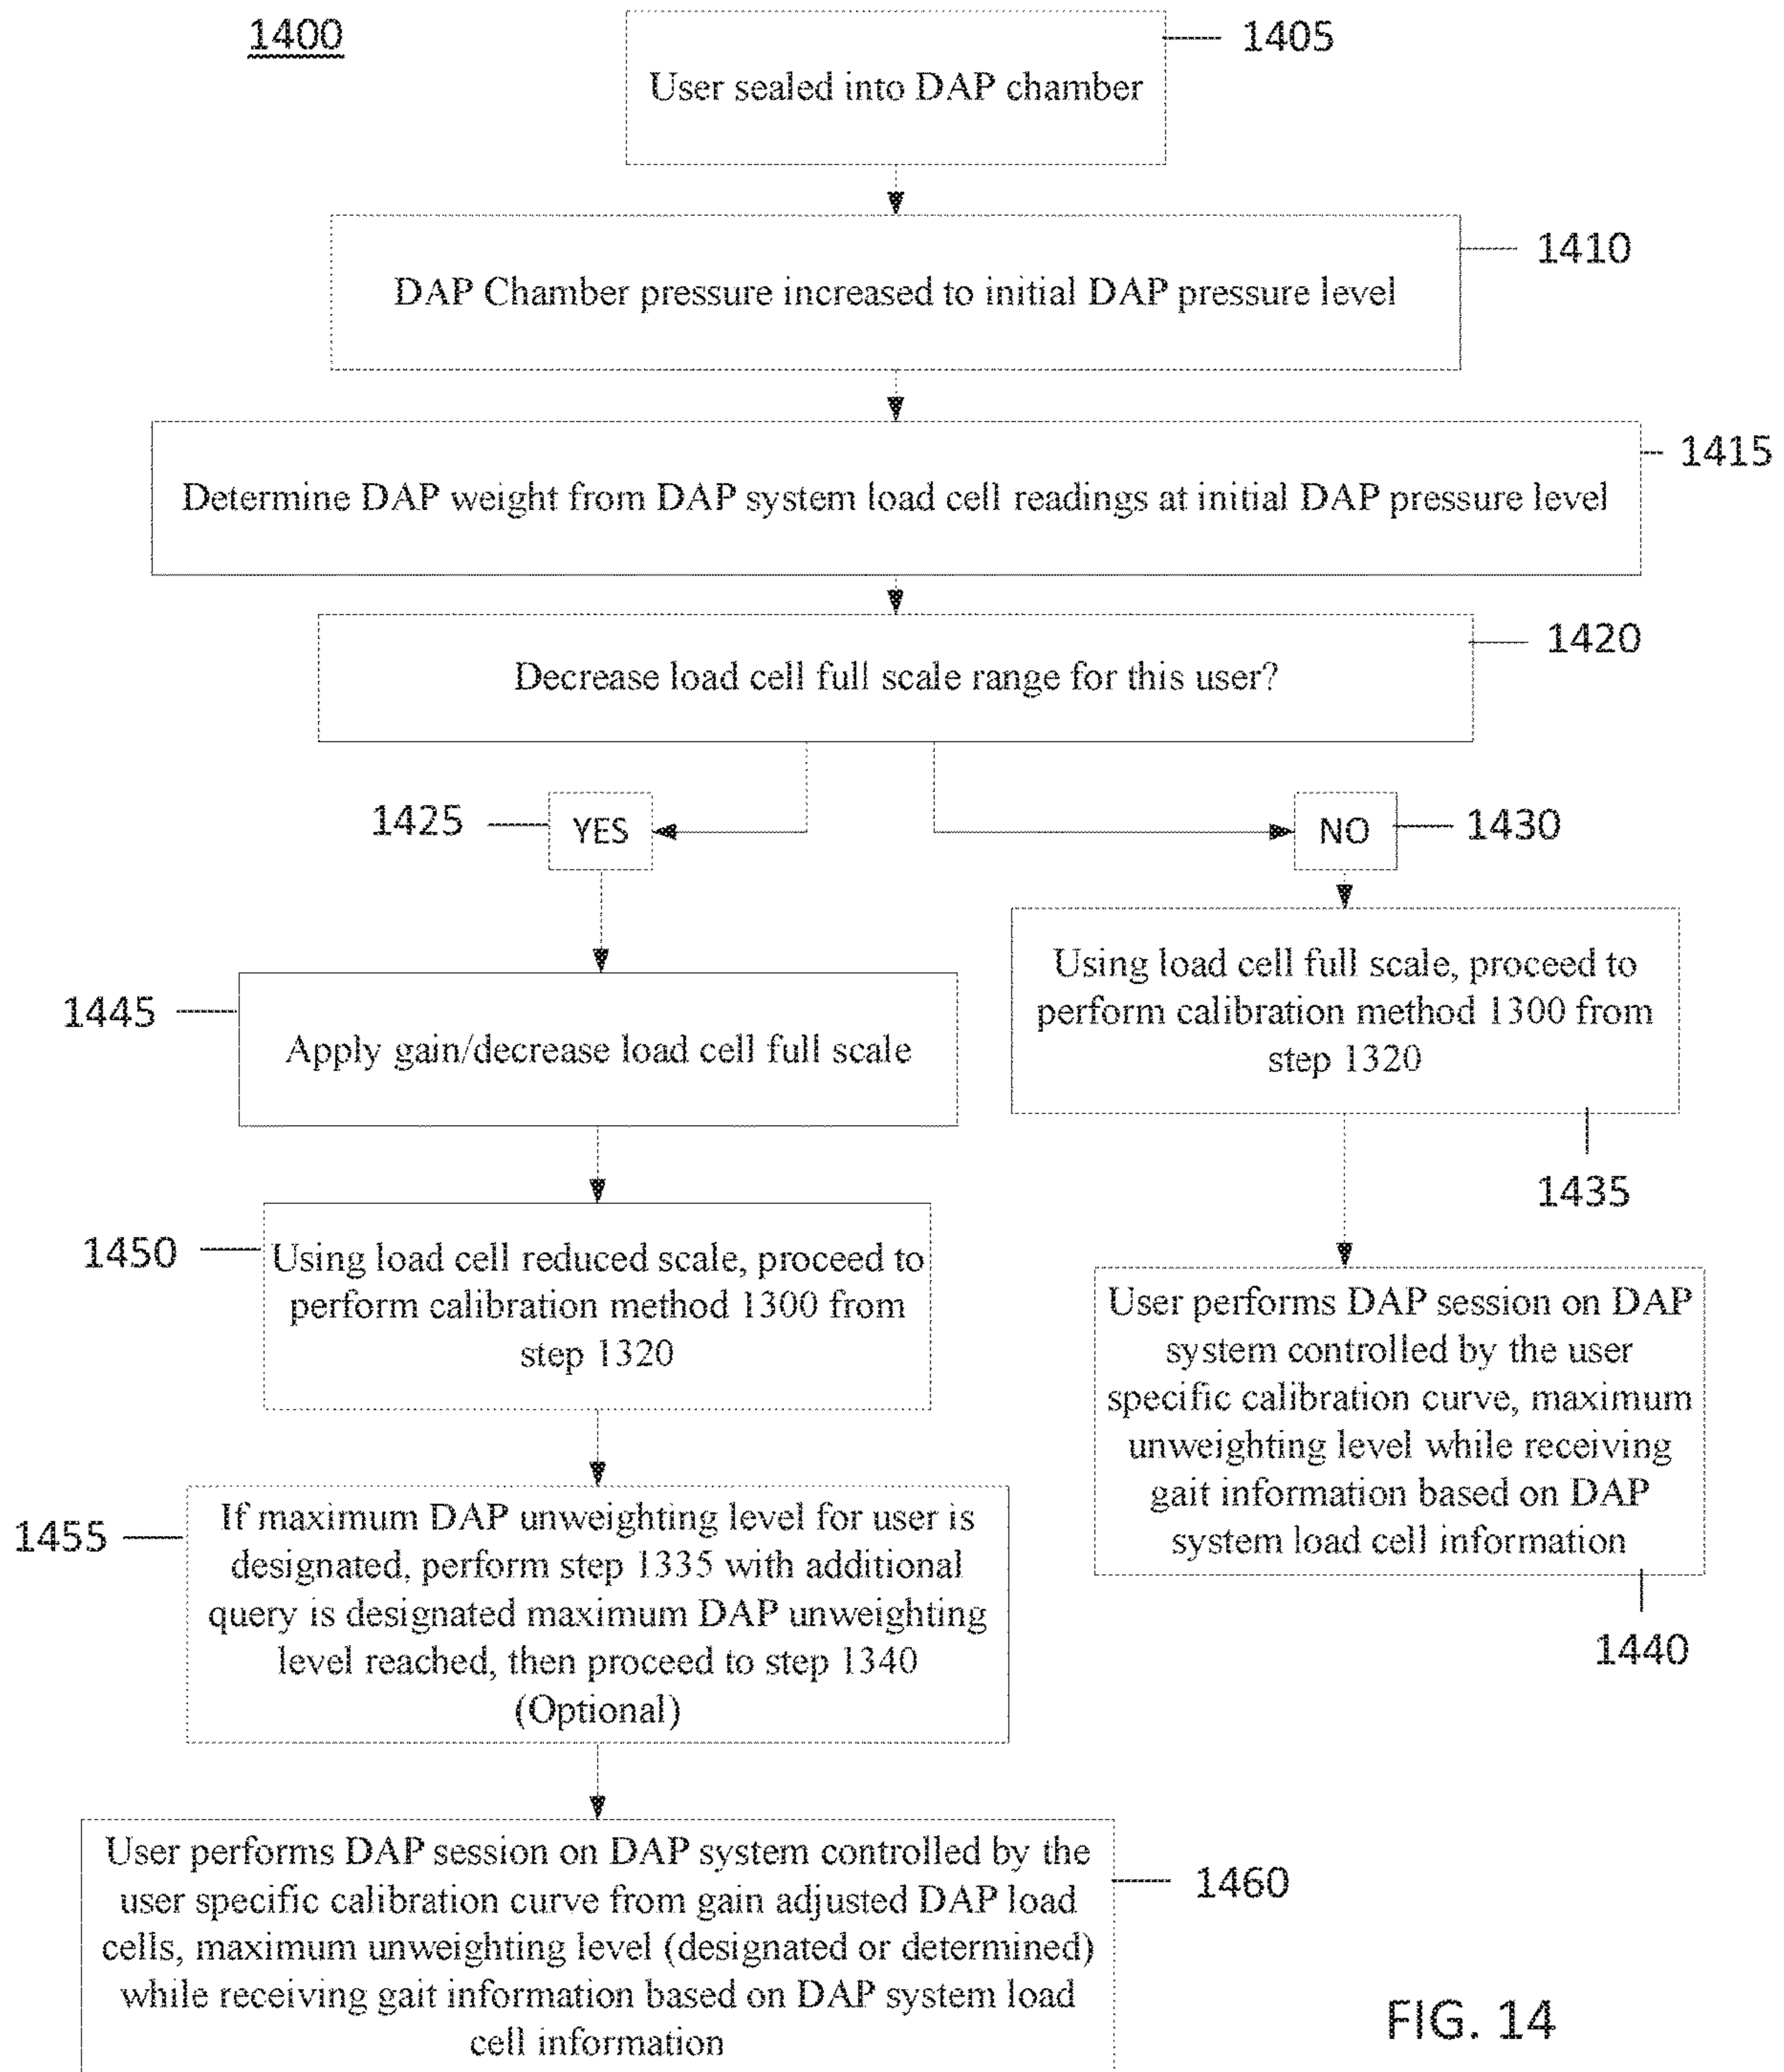 1400
1405
User sealed into DAP chamber
1410
DAP Chamber pressure increased to initial DAP pressure level
1415
Determine DAP weight from DAP system load cell readings at initial DAP pressure level
1420
Decrease load cell full scale range for this user?
1425
YES
NO
1430
1445
Apply gain/decrease load cell full scale
Using load cell full scale, proceed to
perform calibration method 1300 from
step 1320
1435
1450
Using load cell reduced scale, proceed to
perform calibration method 1300 from
step 1320
User performs DAP session on DAP
system controlled by the user
specific calibration curve, maximum
unweighting level while receiving
gait information based on DAP
system load cell information
1440
1455
If maximum DAP unweighting level for user is
designated, perform step 1335 with additional
query is designated maximum DAP unweighting
level reached, then proceed to step 1340
(Optional)
User performs DAP session on DAP system controlled by the
user specific calibration curve from gain adjusted DAP load
cells, maximum unweighting level (designated or determined)
while receiving gait information based on DAP system load
cell information
1460
FIG. 14